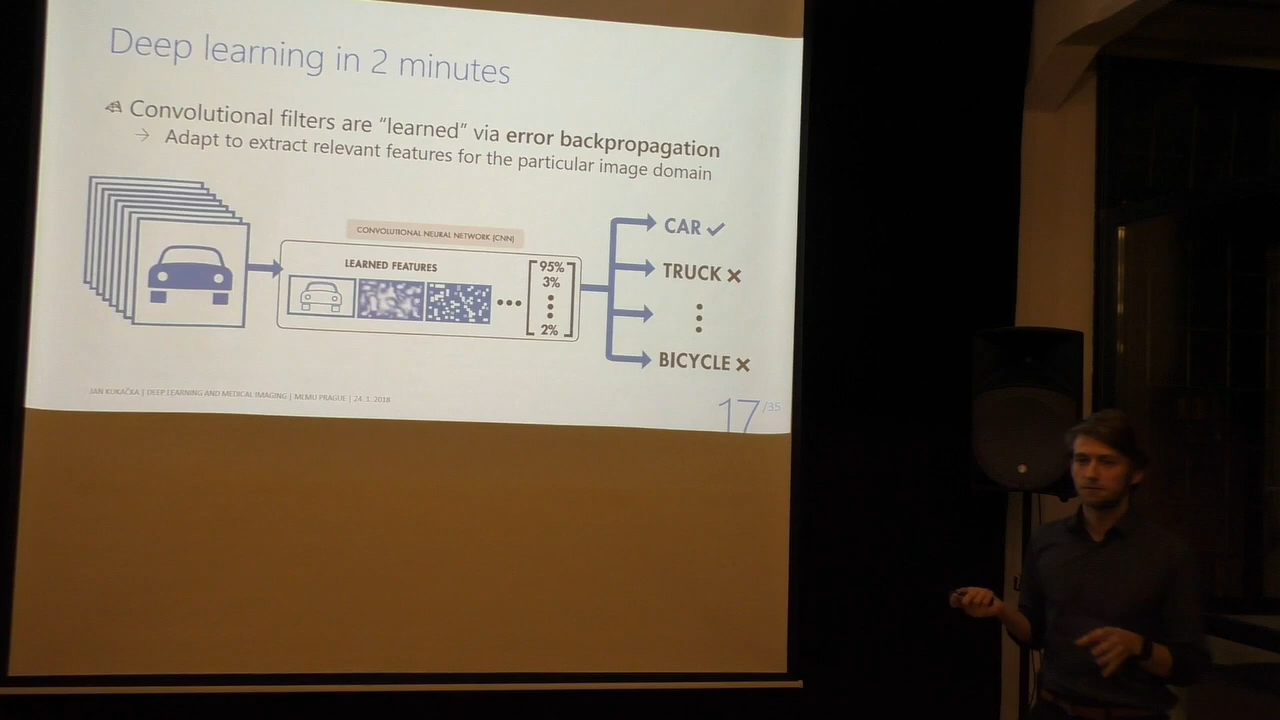 Deep learning in 2 minutes
Convolutional filters are “learned” via error backpropagation
→ Adapt to extract relevant features for the particular image domain
CONVOLUTIONAL NEURAL NETWORK (CNN)
LEARNED FEATURES
95%
3%
2%
CAR ✓
TRUCK ✕
BICYCLE ✕
JAN KUKAČKA | DEEP LEARNING AND MEDICAL IMAGING | MLMU PRAGUE | 24. 1. 2018
17/35